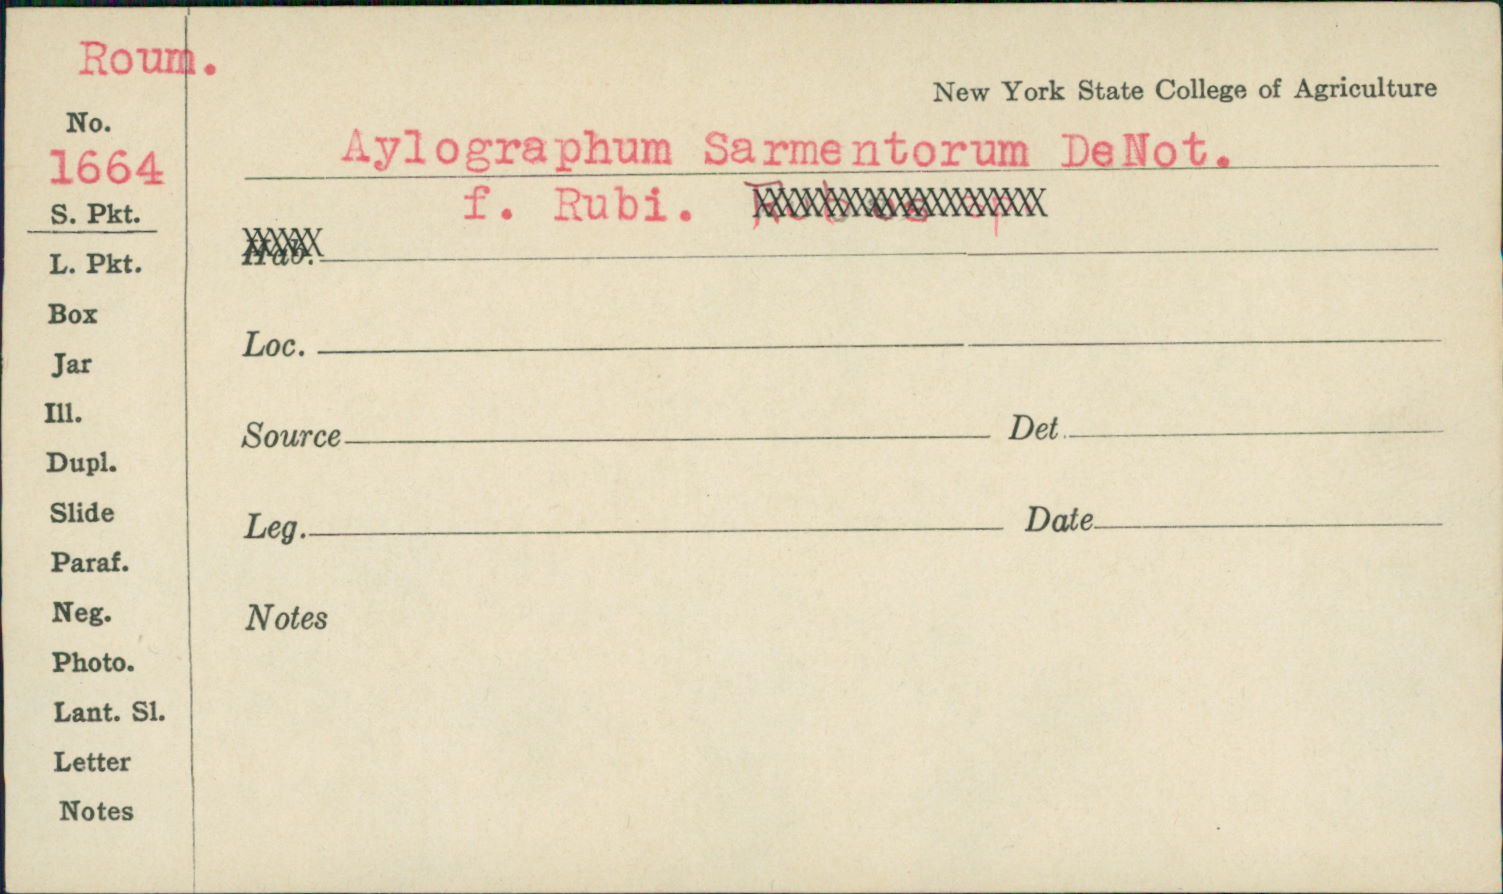 Roum.
New York State College of Agriculture
No.
1664
Aylographum Sarmentorum DeNot.
f. Rubi.
S. Pkt.
Hab.
L. Pkt.
Box
Loc.
Jar
Ill.
Source Det.
Dupl.
Slide
Leg. Date
Paraf.
Neg.
Notes
Photo.
Lant. Sl.
Letter
Notes